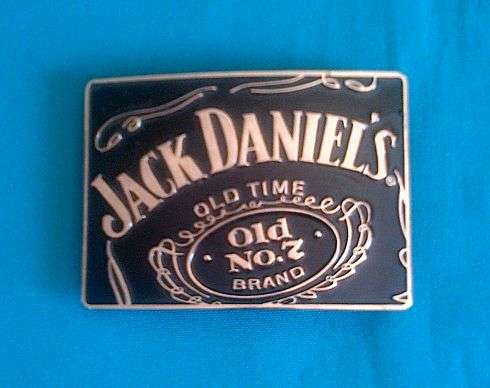 JACK DANIEL'S®
OLD TIME
Old
No.7
BRAND